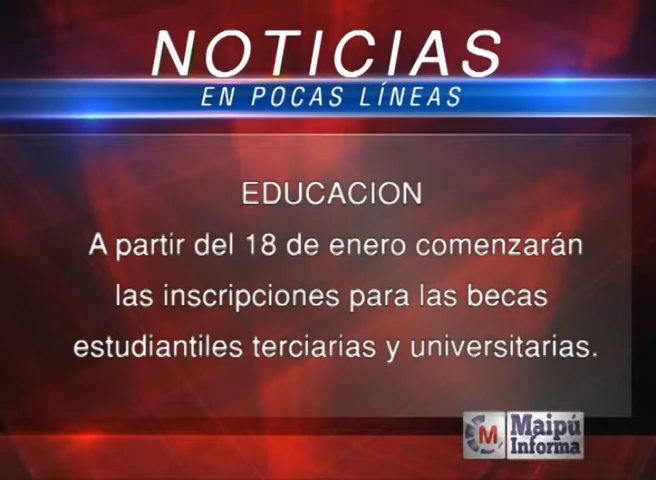 NOTICIAS
EN POCAS LÍNEAS
EDUCACION
A partir del 18 de enero comenzarán
las inscripciones para las becas
estudiantiles terciarias y universitarias.
M Maipú
Informa